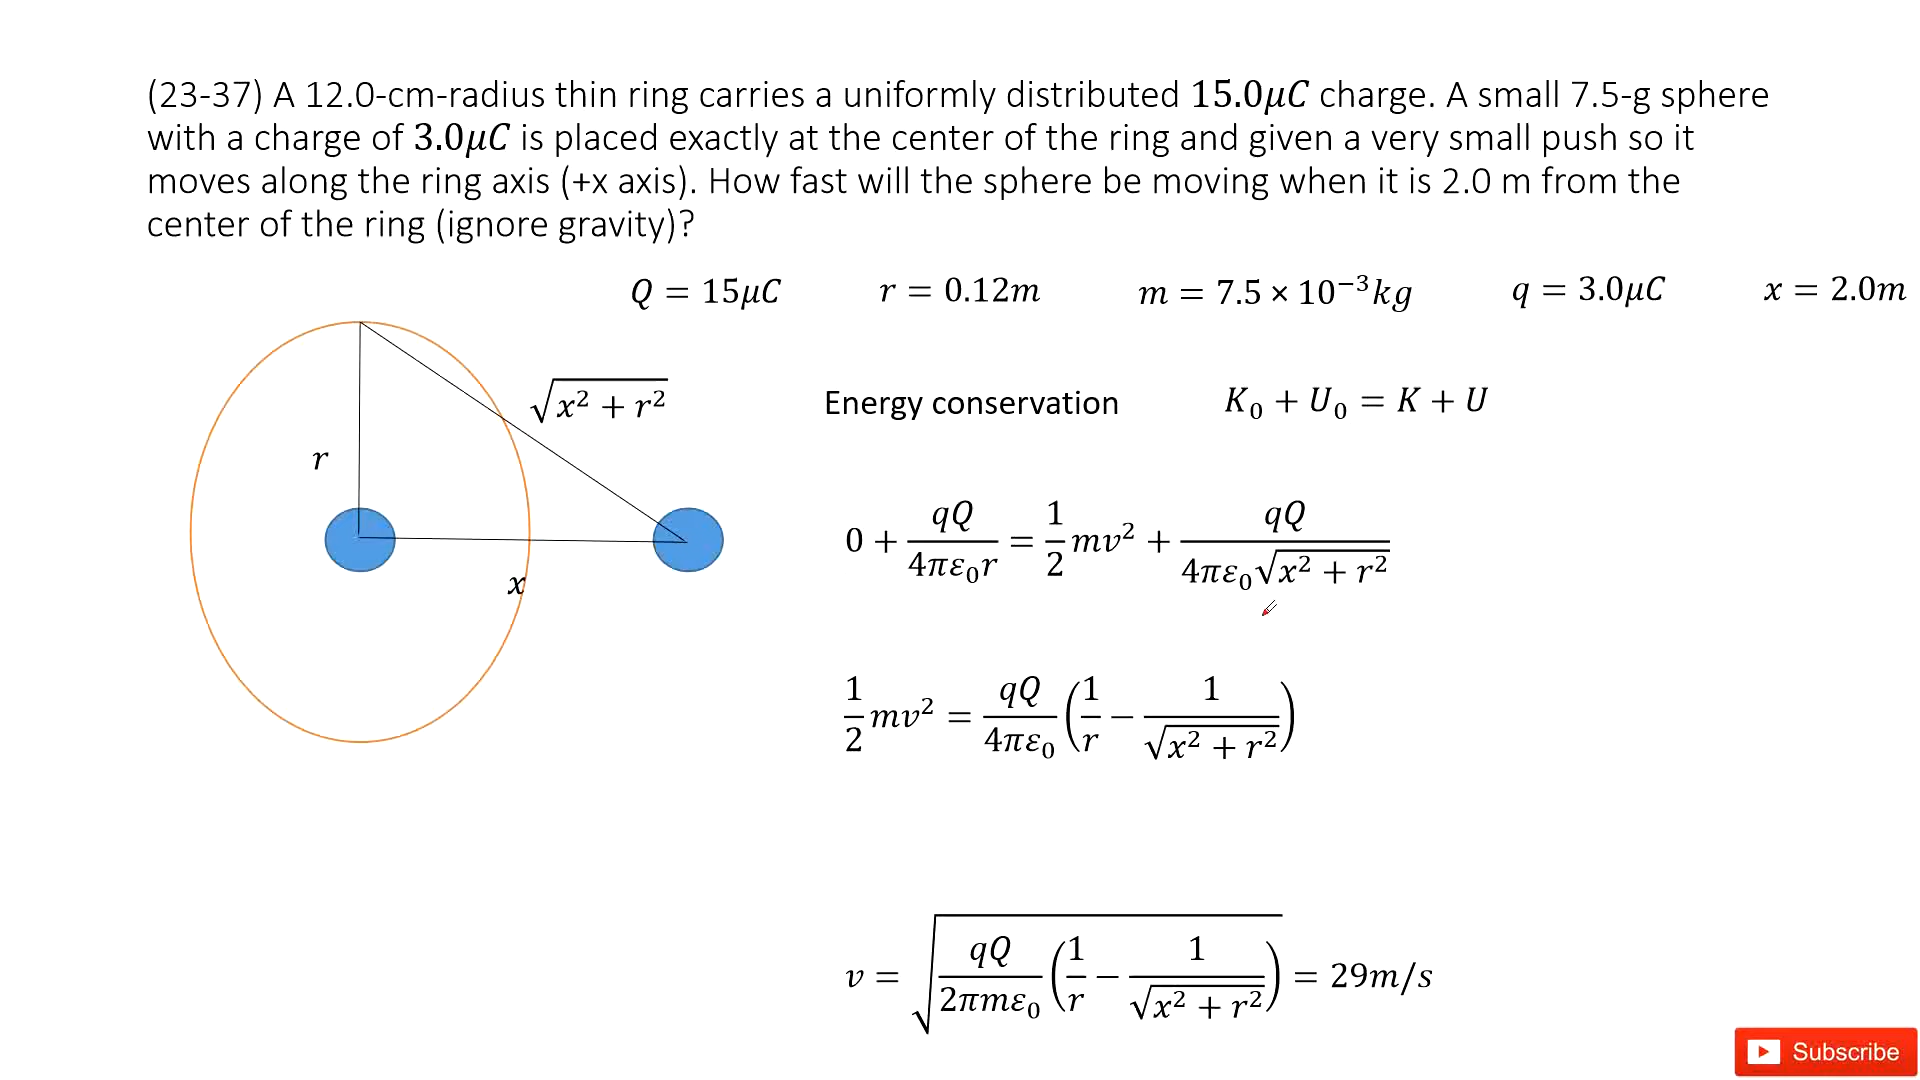 (23-37) A 12.0-cm-radius thin ring carries a uniformly distributed 15.0μC charge. A small 7.5-g sphere
with a charge of 3.0μC is placed exactly at the center of the ring and given a very small push so it
moves along the ring axis (+x axis). How fast will the sphere be moving when it is 2.0 m from the
center of the ring (ignore gravity)?
Q = 15μC r = 0.12m m = 7.5 × 10⁻³kg q = 3.0μC x = 2.0m
√(x² + r²)
Energy conservation K₀ + U₀ = K + U
r
0 + qQ/(4πε₀r) = 1/2 mv² + qQ/(4πε₀√(x² + r²))
x
1/2 mv² = qQ/(4πε₀) (1/r − 1/√(x² + r²))
v = √(qQ/(2πmε₀) (1/r − 1/√(x² + r²))) = 29m/s
Subscribe